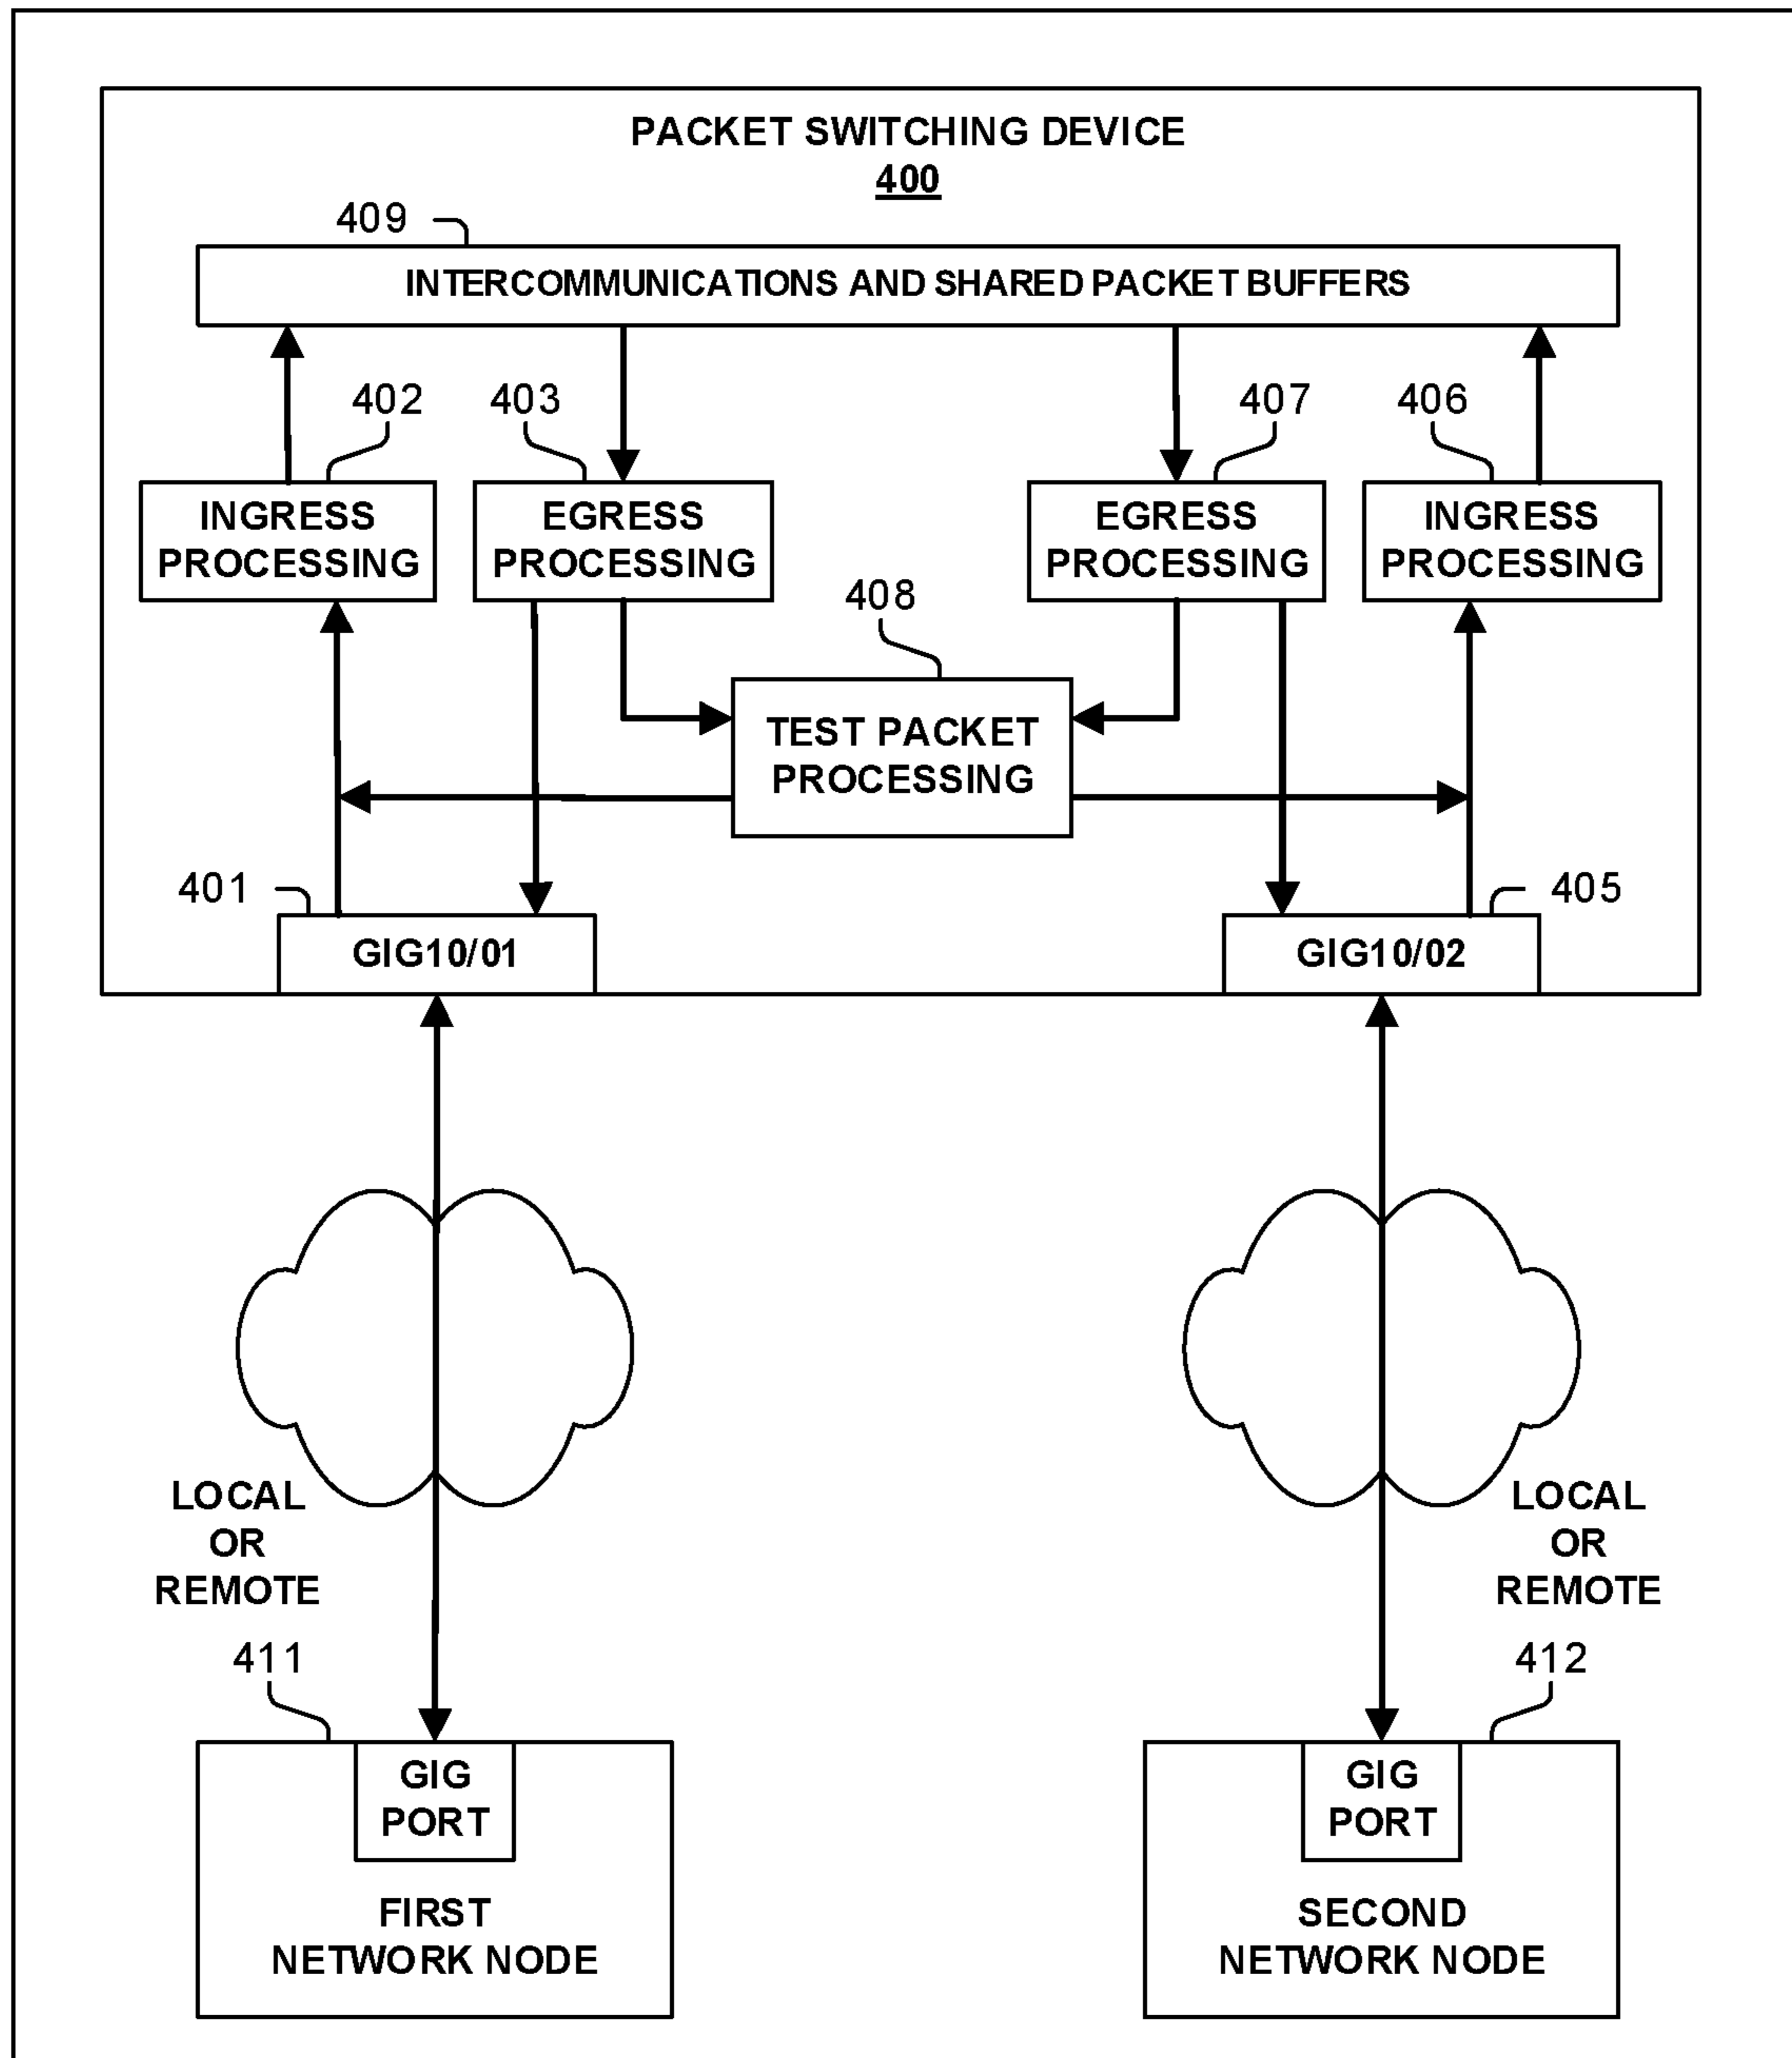 PACKET SWITCHING DEVICE
400
409
INTERCOMMUNICATIONS AND SHARED PACKET BUFFERS
402
403
407
406
INGRESS
PROCESSING
EGRESS
PROCESSING
EGRESS
PROCESSING
INGRESS
PROCESSING
408
TEST PACKET
PROCESSING
401
405
GIG10/01
GIG10/02
LOCAL
OR
REMOTE
LOCAL
OR
REMOTE
411
412
GIG
PORT
FIRST
NETWORK NODE
GIG
PORT
SECOND
NETWORK NODE